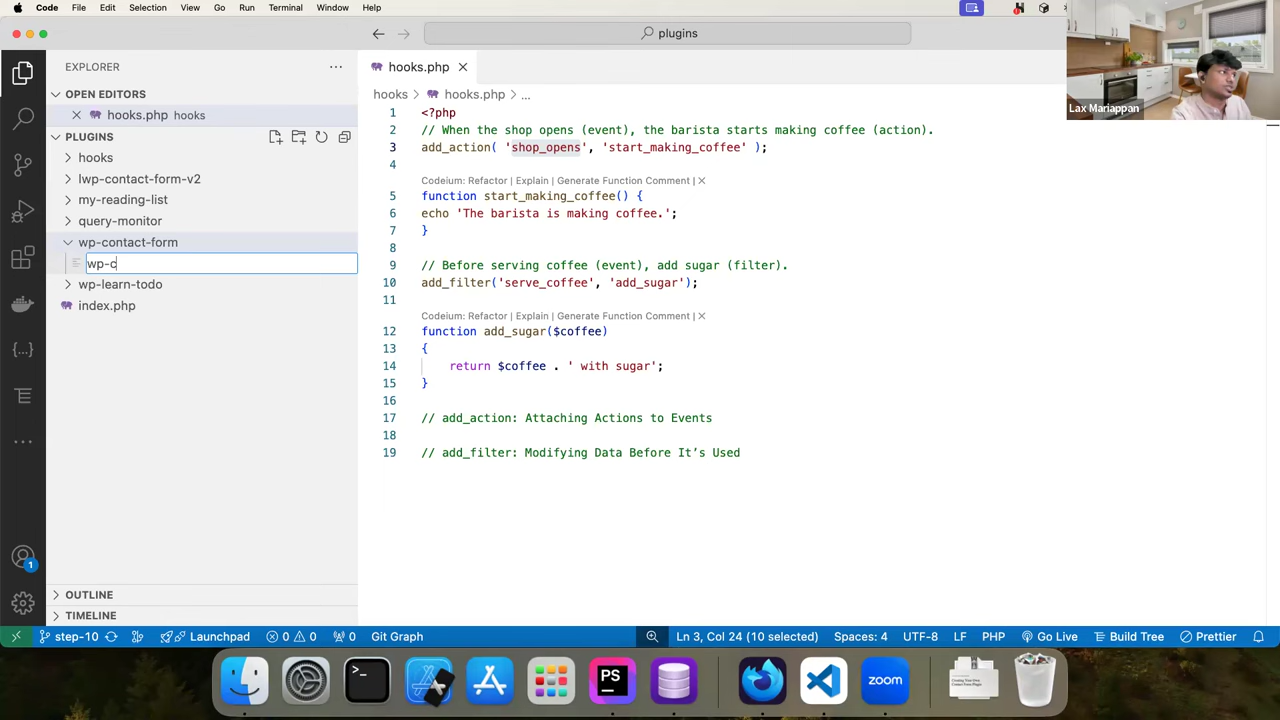 Code File Edit Selection View Go Run Terminal Window Help
plugins
Lax Mariappan
EXPLORER
OPEN EDITORS
hooks.php hooks
PLUGINS
hooks
lwp-contact-form-v2
my-reading-list
query-monitor
wp-contact-form
wp-c
wp-learn-todo
index.php
OUTLINE
TIMELINE
1
hooks.php
hooks > hooks.php > ...
1 <?php
2 // When the shop opens (event), the barista starts making coffee (action).
3 add_action( 'shop_opens', 'start_making_coffee' );
4
Codeium: Refactor | Explain | Generate Function Comment | X
5 function start_making_coffee() {
6 echo 'The barista is making coffee.';
7 }
8
9 // Before serving coffee (event), add sugar (filter).
10 add_filter('serve_coffee', 'add_sugar');
11
Codeium: Refactor | Explain | Generate Function Comment | X
12 function add_sugar($coffee)
13 {
14 return $coffee . ' with sugar';
15 }
16
17 // add_action: Attaching Actions to Events
18
19 // add_filter: Modifying Data Before It’s Used
step-10 Launchpad 0 0 0 Git Graph Ln 3, Col 24 (10 selected) Spaces: 4 UTF-8 LF PHP Go Live Build Tree Prettier
PS
zoom